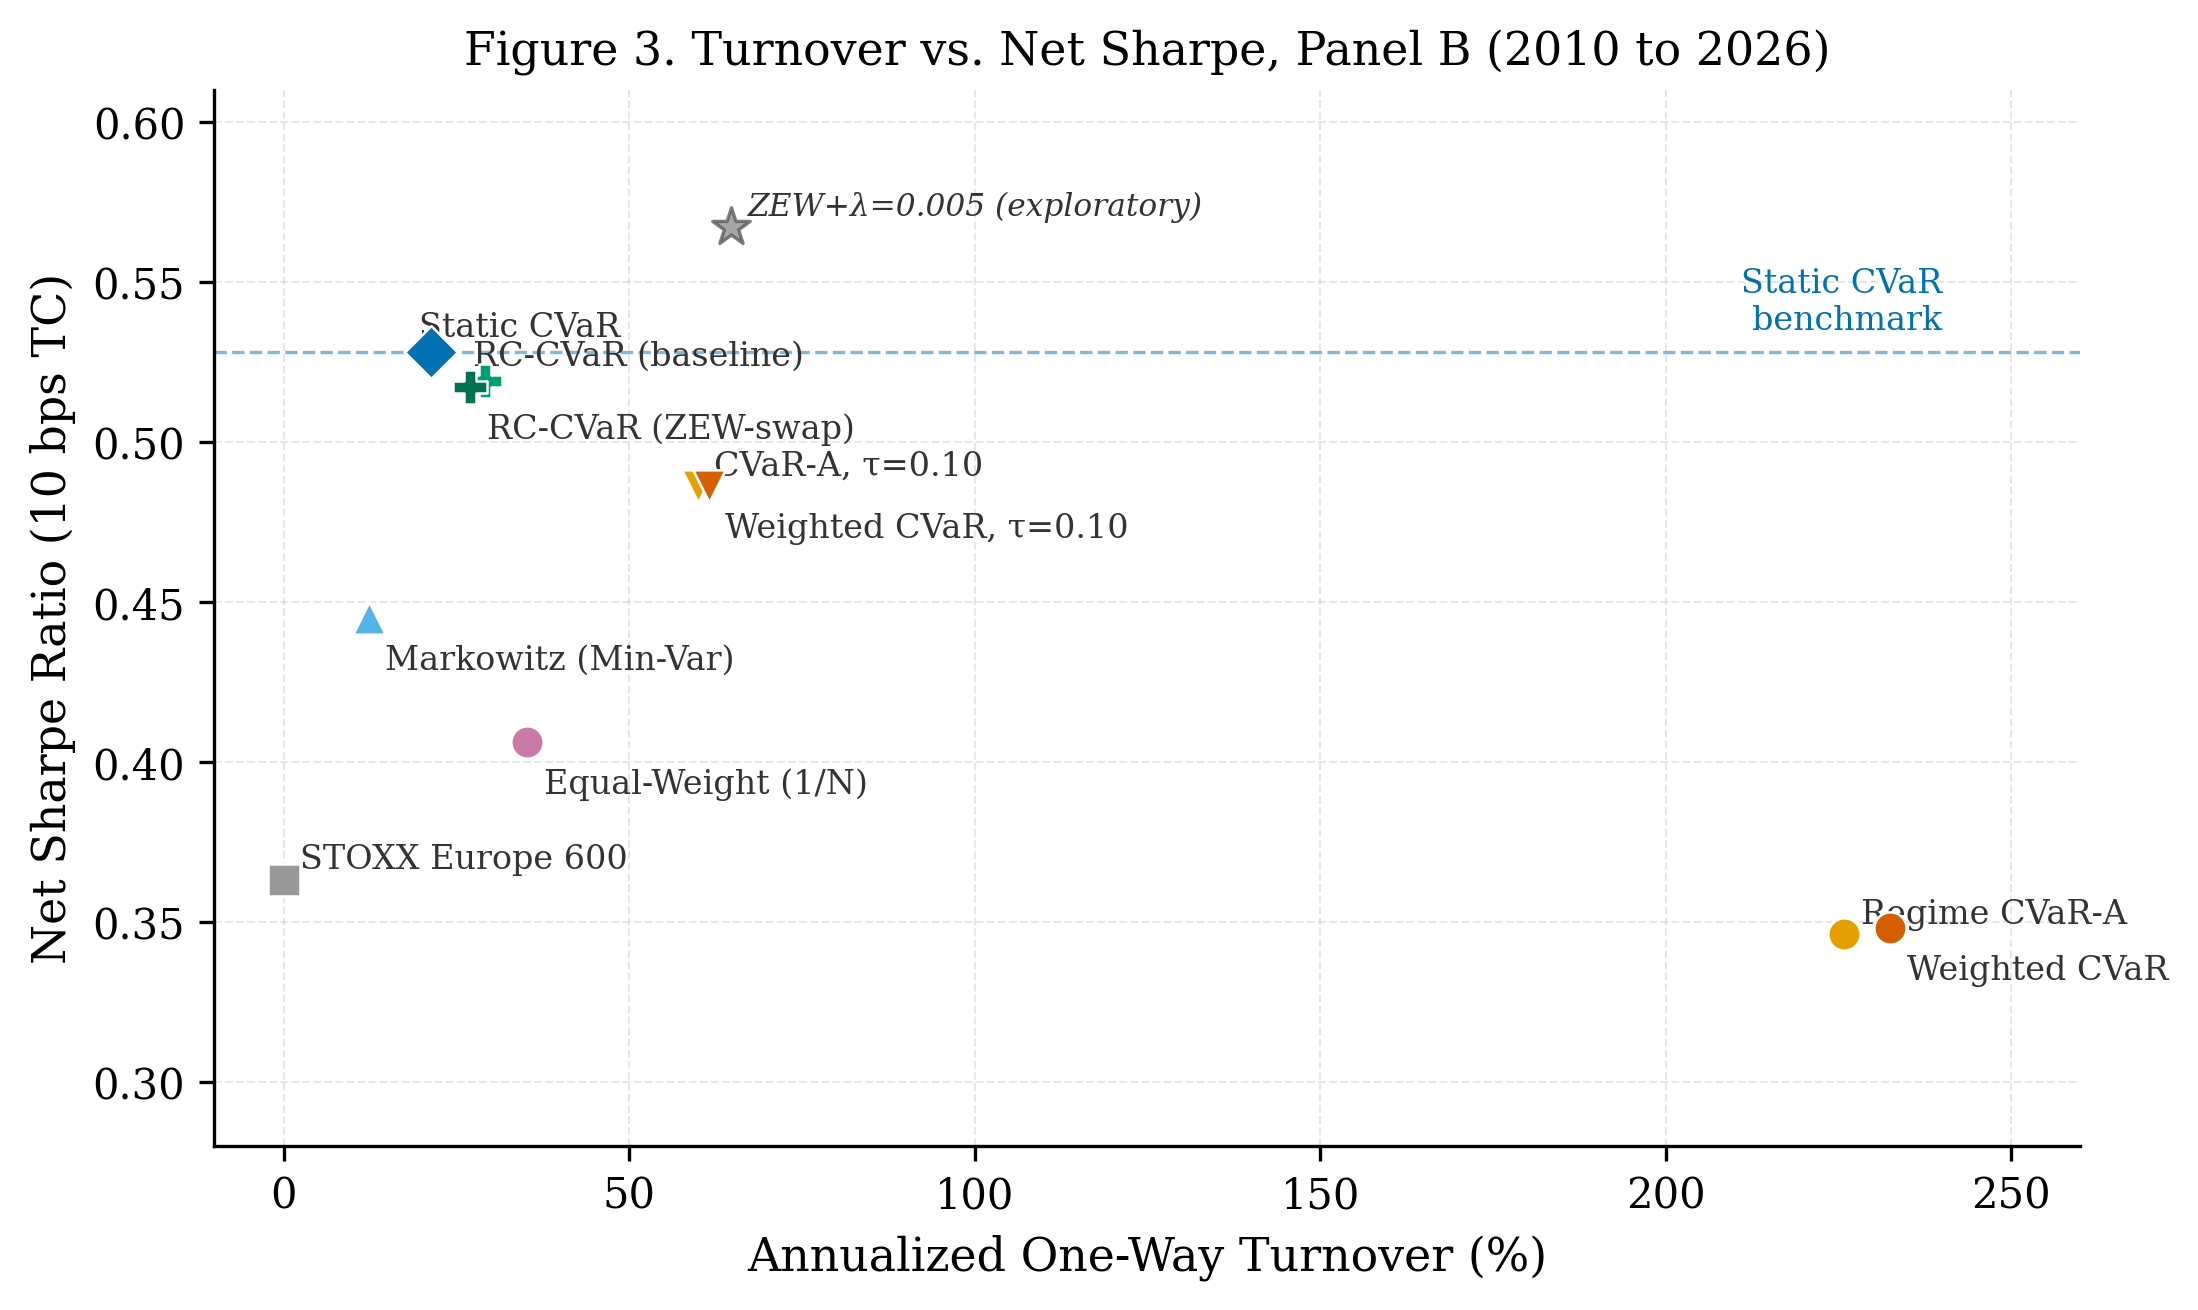 Figure 3. Turnover vs. Net Sharpe, Panel B (2010 to 2026)
Net Sharpe Ratio (10 bps TC)
0.60
0.55
0.50
0.45
0.40
0.35
0.30
ZEW+λ=0.005 (exploratory)
Static CVaR
benchmark
Static CVaR
RC-CVaR (baseline)
RC-CVaR (ZEW-swap)
CVaR-A, τ=0.10
Weighted CVaR, τ=0.10
Markowitz (Min-Var)
Equal-Weight (1/N)
STOXX Europe 600
Regime CVaR-A
Weighted CVaR
0
50
100
150
200
250
Annualized One-Way Turnover (%)